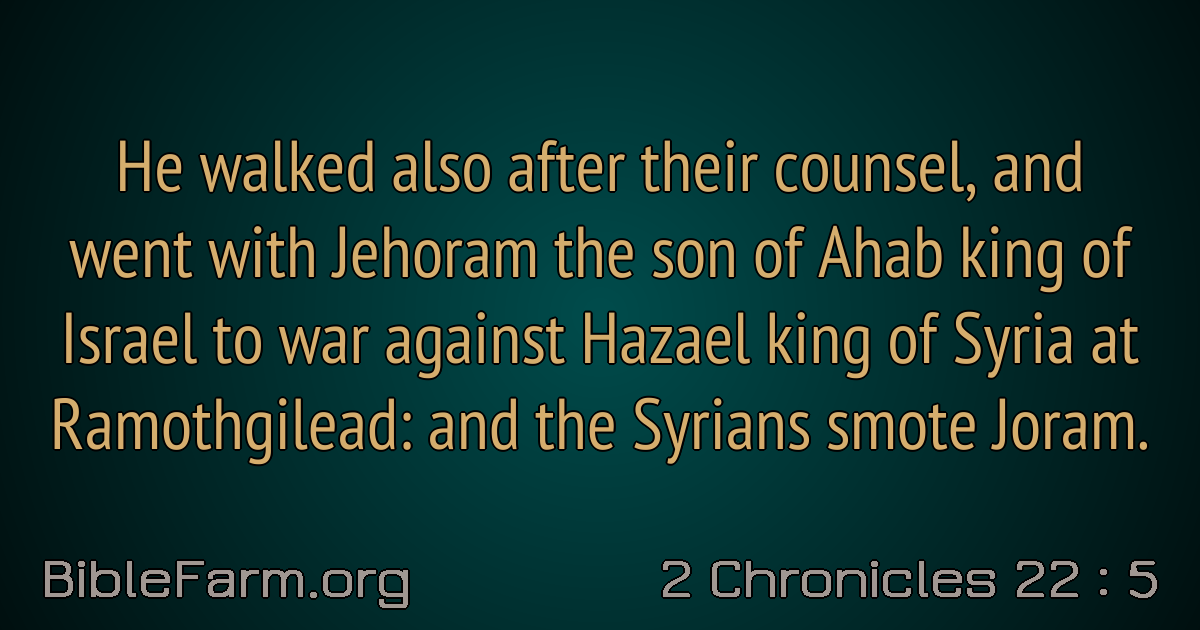 He walked also after their counsel, and
went with Jehoram the son of Ahab king of
Israel to war against Hazael king of Syria at
Ramothgilead: and the Syrians smote Joram.
BibleFarm.org
2 Chronicles 22 : 5